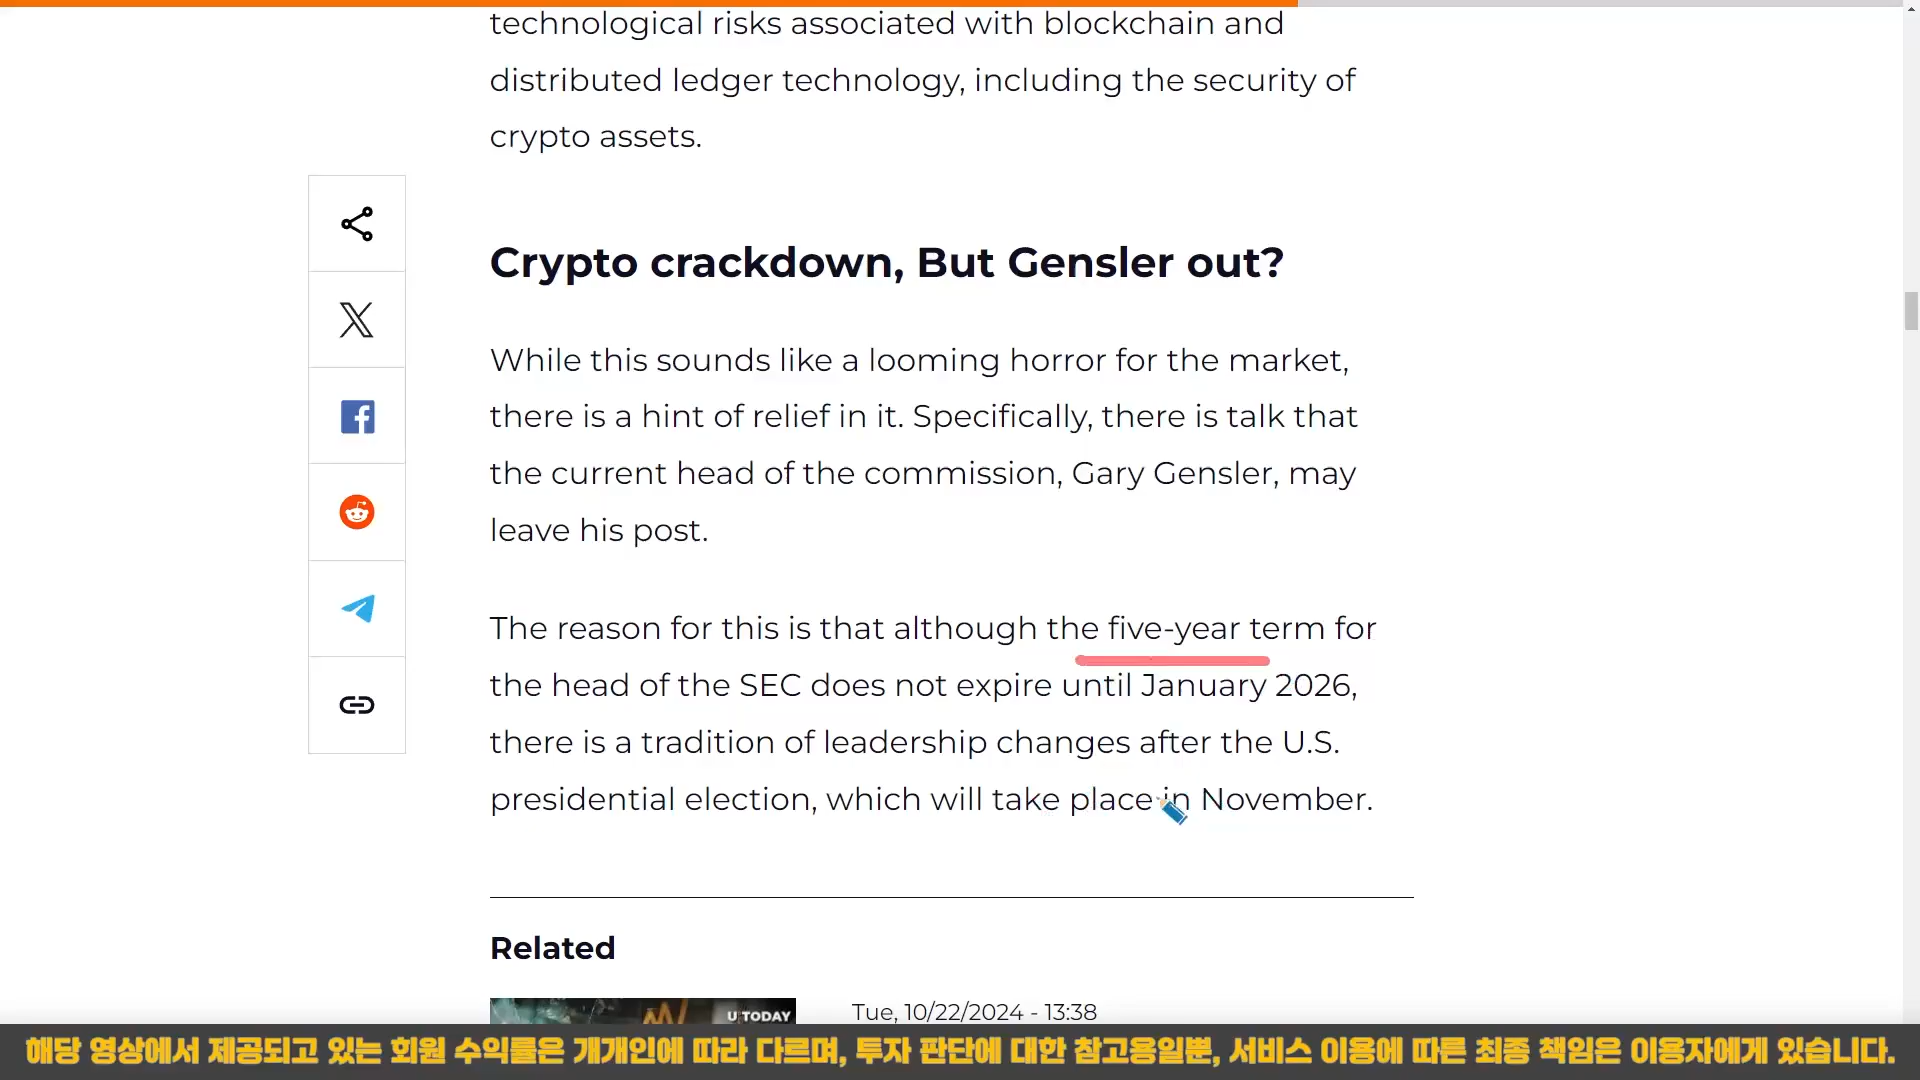 technological risks associated with blockchain and
distributed ledger technology, including the security of
crypto assets.
Crypto crackdown, But Gensler out?
While this sounds like a looming horror for the market,
there is a hint of relief in it. Specifically, there is talk that
the current head of the commission, Gary Gensler, may
leave his post.
The reason for this is that although the five-year term for
the head of the SEC does not expire until January 2026,
there is a tradition of leadership changes after the U.S.
presidential election, which will take place in November.
Related
U TODAY
Tue, 10/22/2024 - 13:38
해당 영상에서 제공되고 있는 회원 수익률은 개개인에 따라 다르며, 투자 판단에 대한 참고용일뿐, 서비스 이용에 따른 최종 책임은 이용자에게 있습니다.